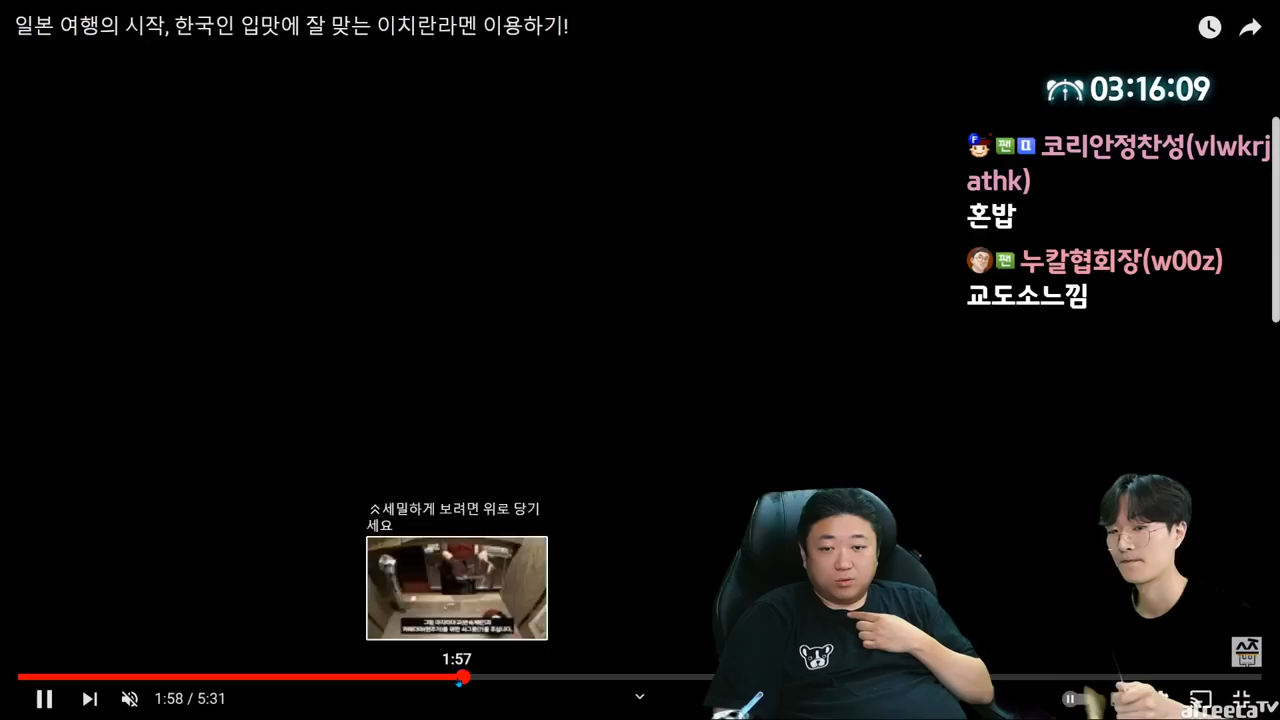 일본 여행의 시작, 한국인 입맛에 잘 맞는 이치란라멘 이용하기!
03:16:09
F 팬 코리안정찬성(vlwkrj
athk)
혼밥
팬 누칼협회장(w00z)
교도소느낌
세밀하게 보려면 위로 당기
세요
1:57
1:58 / 5:31
afreecaTV